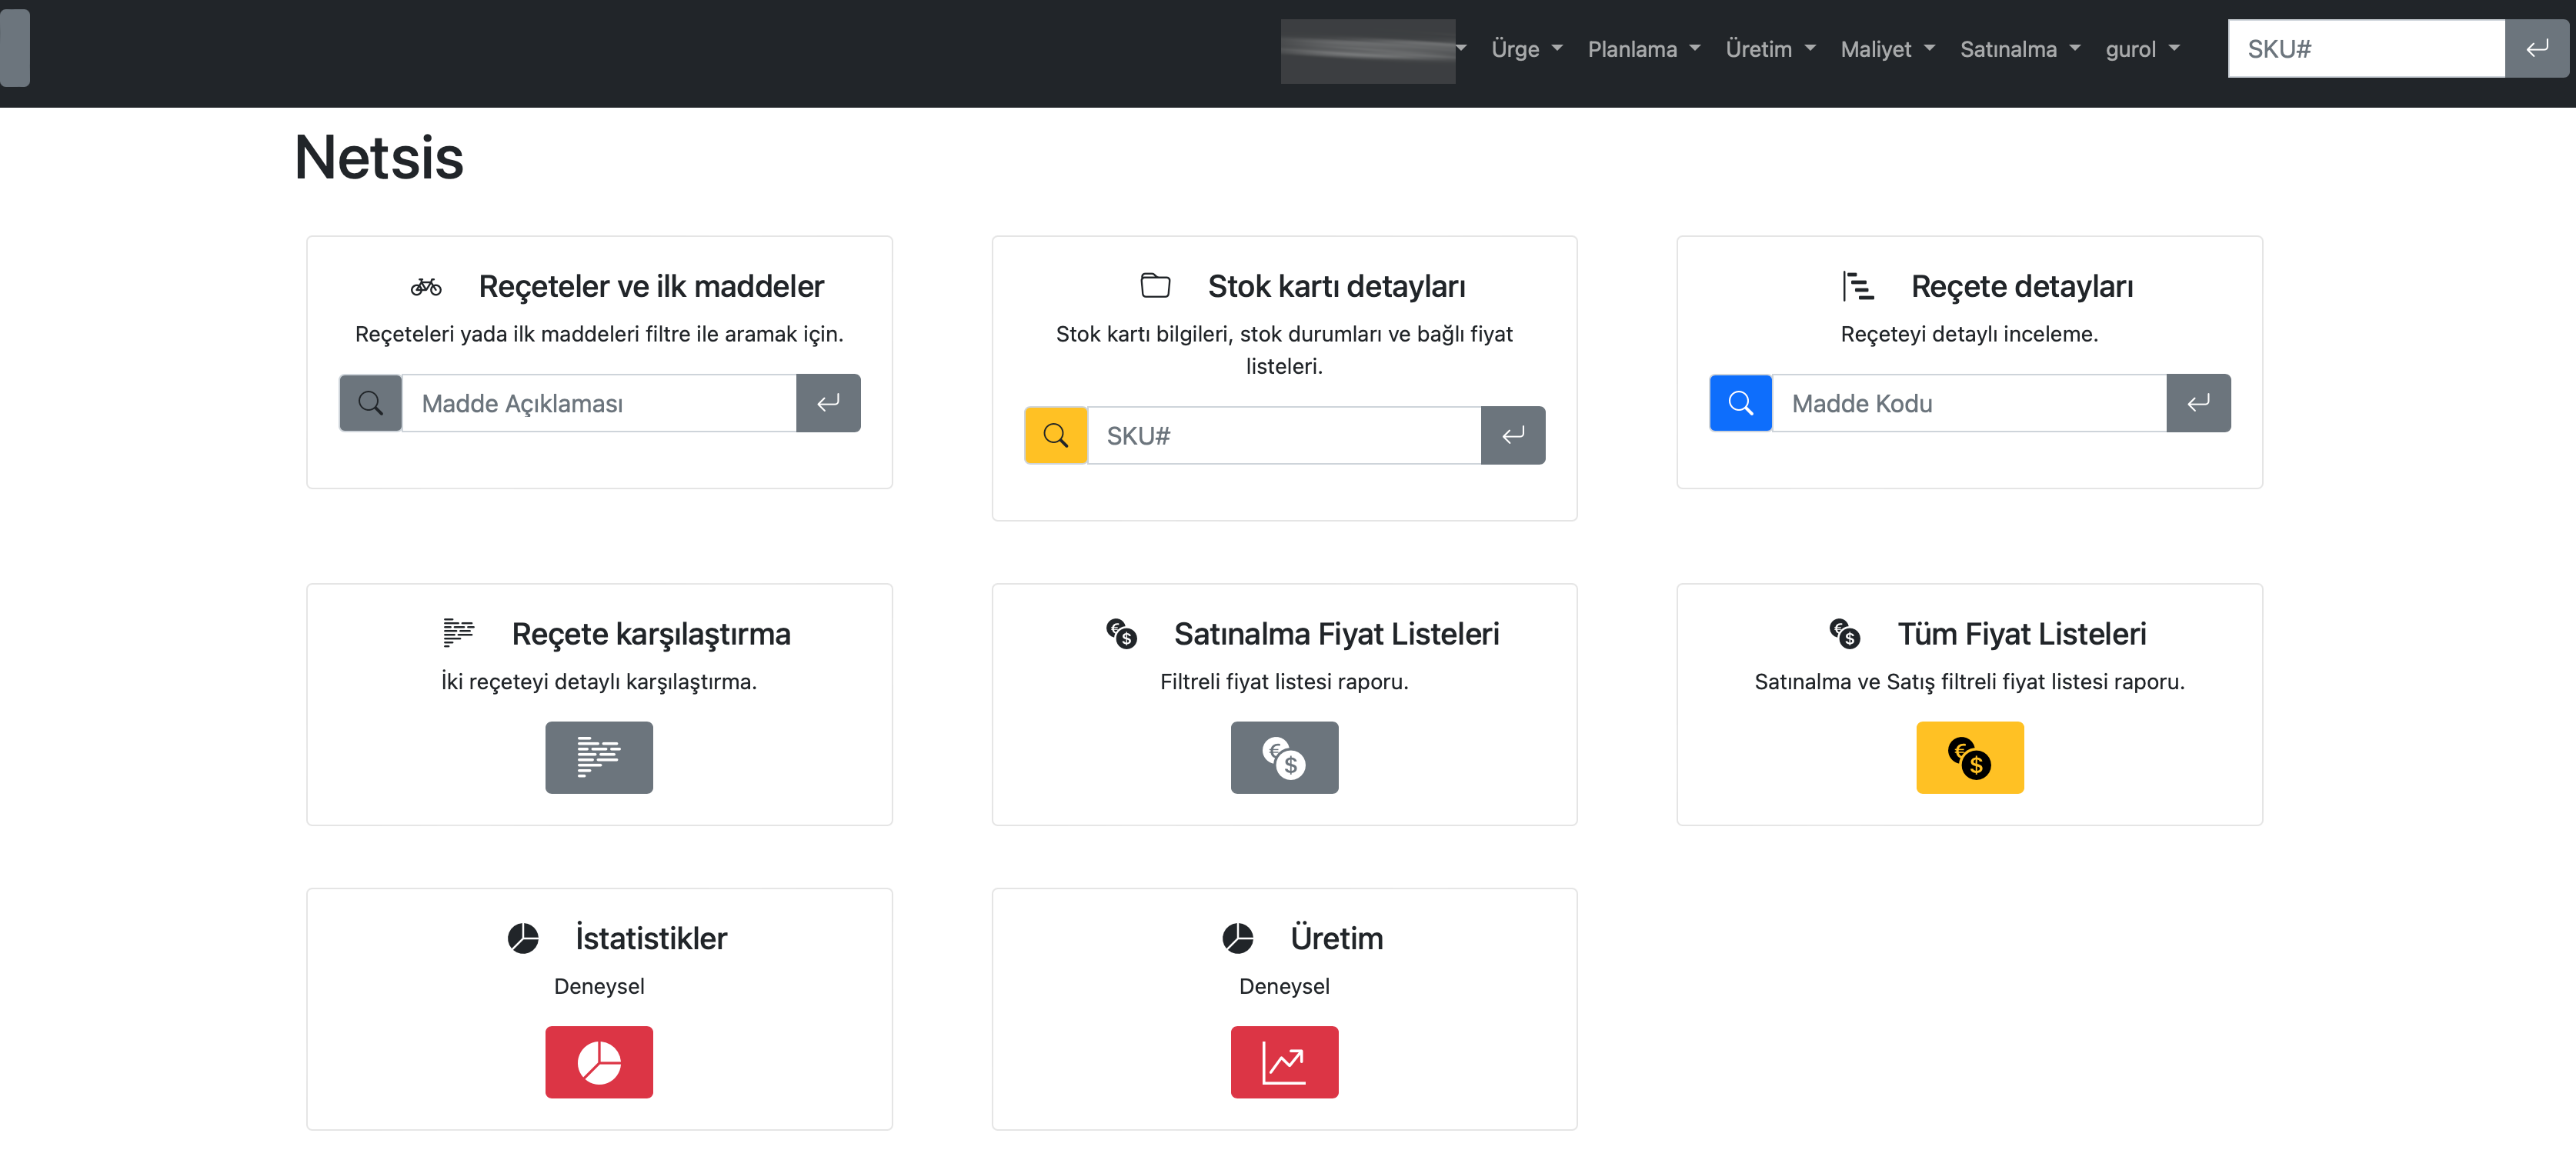 Ürge Planlama Üretim Maliyet Satınalma gurol SKU#
Netsis
Reçeteler ve ilk maddeler
Reçeteleri yada ilk maddeleri filtre ile aramak için.
Madde Açıklaması
Stok kartı detayları
Stok kartı bilgileri, stok durumları ve bağlı fiyat
listeleri.
SKU#
Reçete detayları
Reçeteyi detaylı inceleme.
Madde Kodu
Reçete karşılaştırma
İki reçeteyi detaylı karşılaştırma.
Satınalma Fiyat Listeleri
Filtreli fiyat listesi raporu.
Tüm Fiyat Listeleri
Satınalma ve Satış filtreli fiyat listesi raporu.
İstatistikler
Deneysel
Üretim
Deneysel